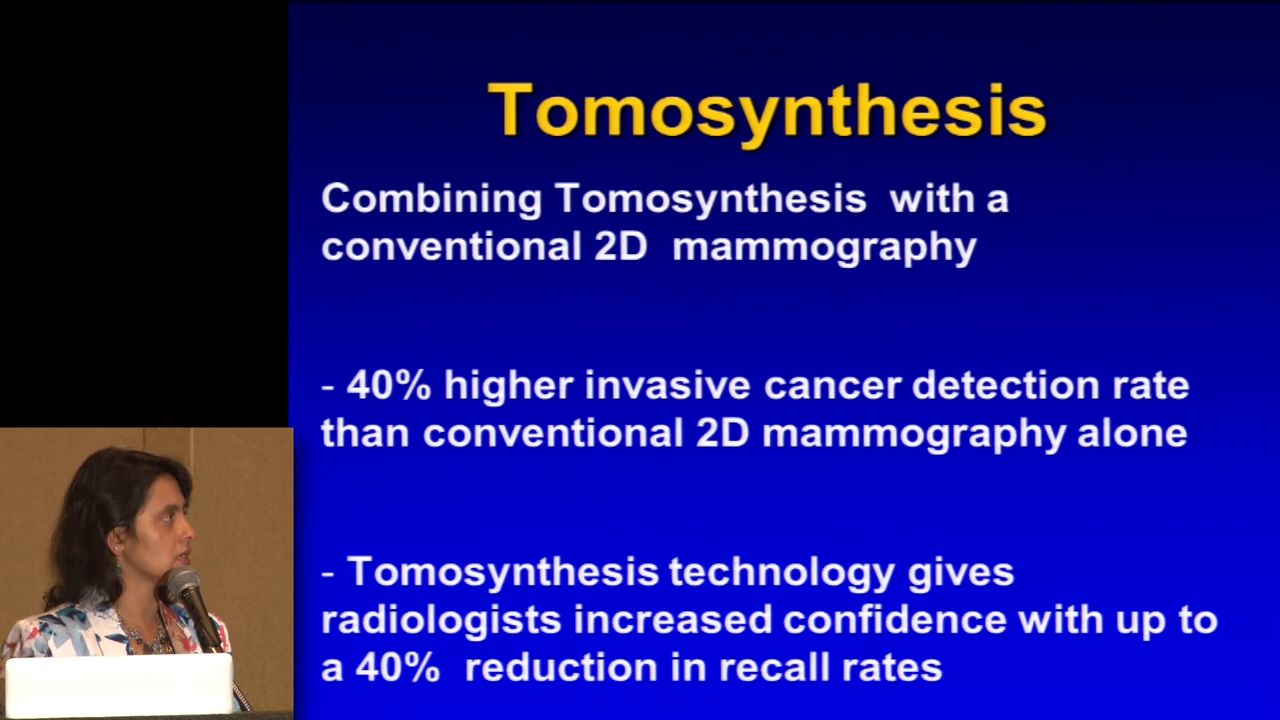 Tomosynthesis
Combining Tomosynthesis with a
conventional 2D mammography
- 40% higher invasive cancer detection rate
than conventional 2D mammography alone
- Tomosynthesis technology gives
radiologists increased confidence with up to
a 40% reduction in recall rates